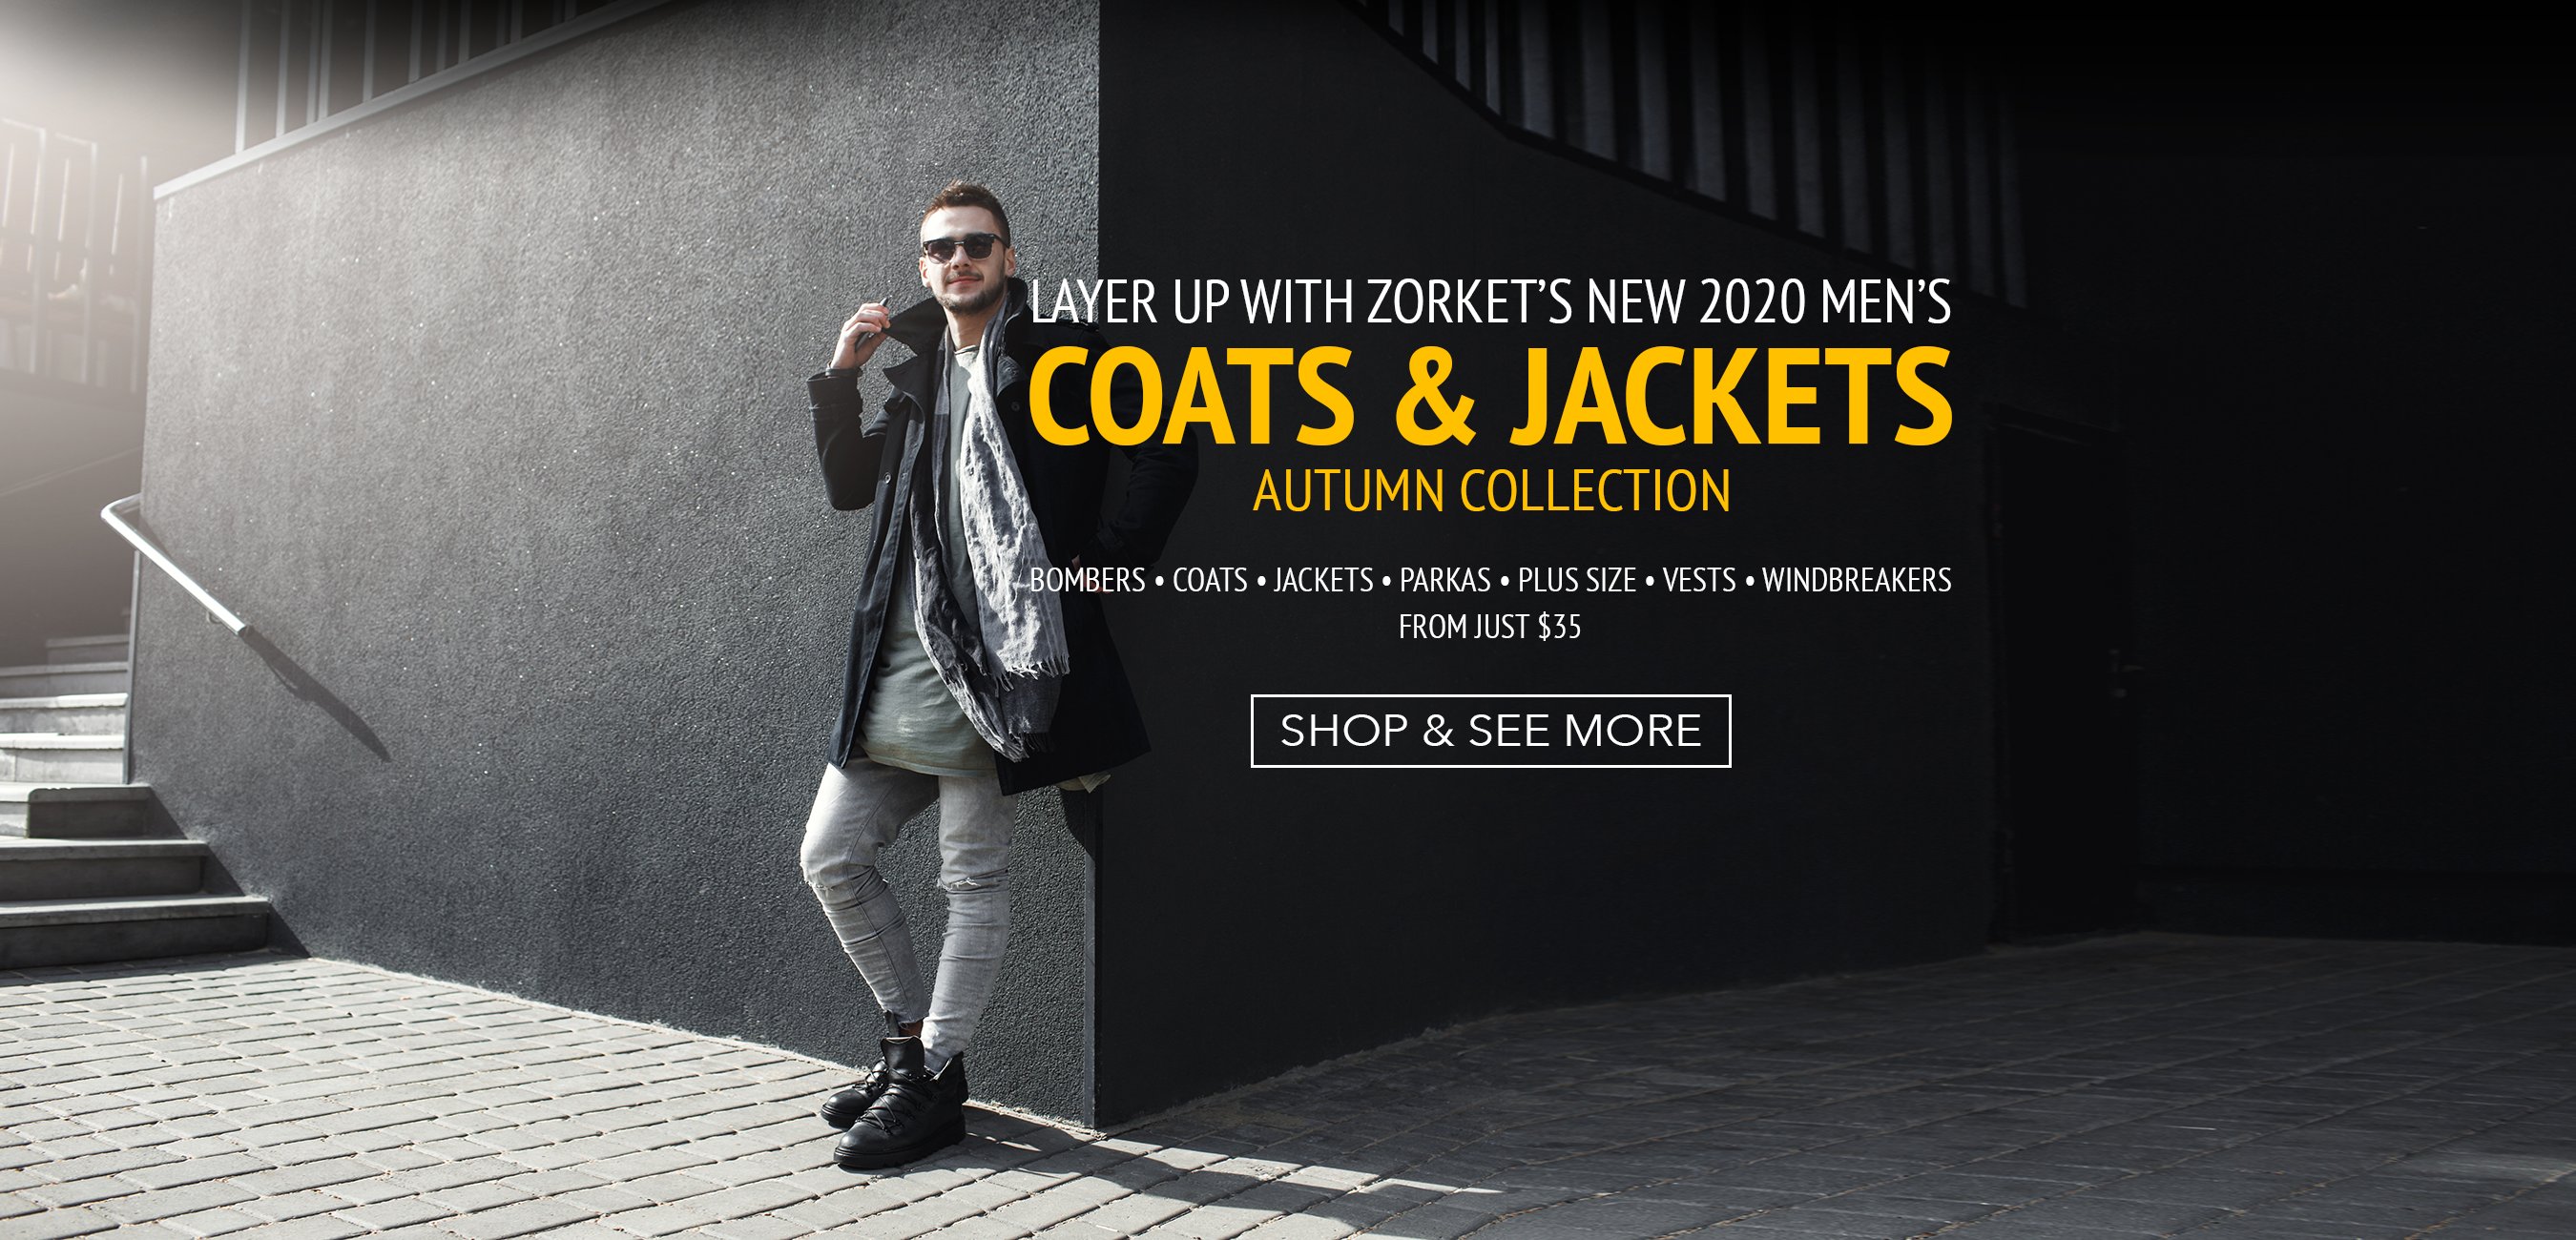 LAYER UP WITH ZORKET’S NEW 2020 MEN’S
COATS & JACKETS
AUTUMN COLLECTION
BOMBERS • COATS • JACKETS • PARKAS • PLUS SIZE • VESTS • WINDBREAKERS
FROM JUST $35
SHOP & SEE MORE